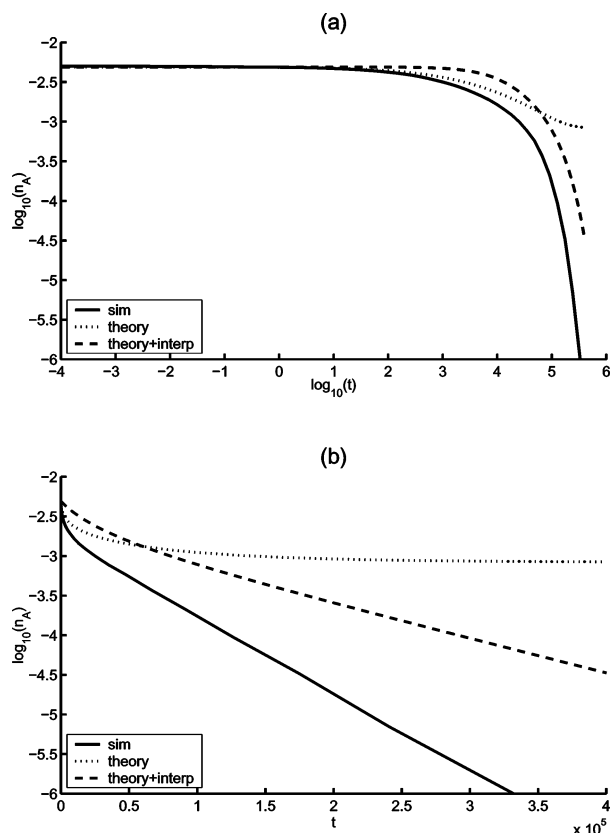 (a)
−2
−2.5
−3
−3.5
−4
−4.5
−5
−5.5
−6
log10(nA)
sim
theory
theory+interp
−4 −3 −2 −1 0 1 2 3 4 5 6
log10(t)
(b)
−2
−2.5
−3
−3.5
−4
−4.5
−5
−5.5
−6
log10(nA)
sim
theory
theory+interp
0 0.5 1 1.5 2 2.5 3 3.5 4
t
x 10^5